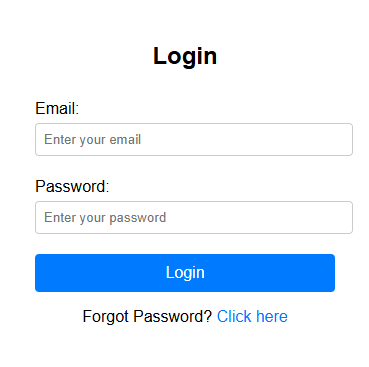 Login
Email:
Enter your email
Password:
Enter your password
Login
Forgot Password? Click here